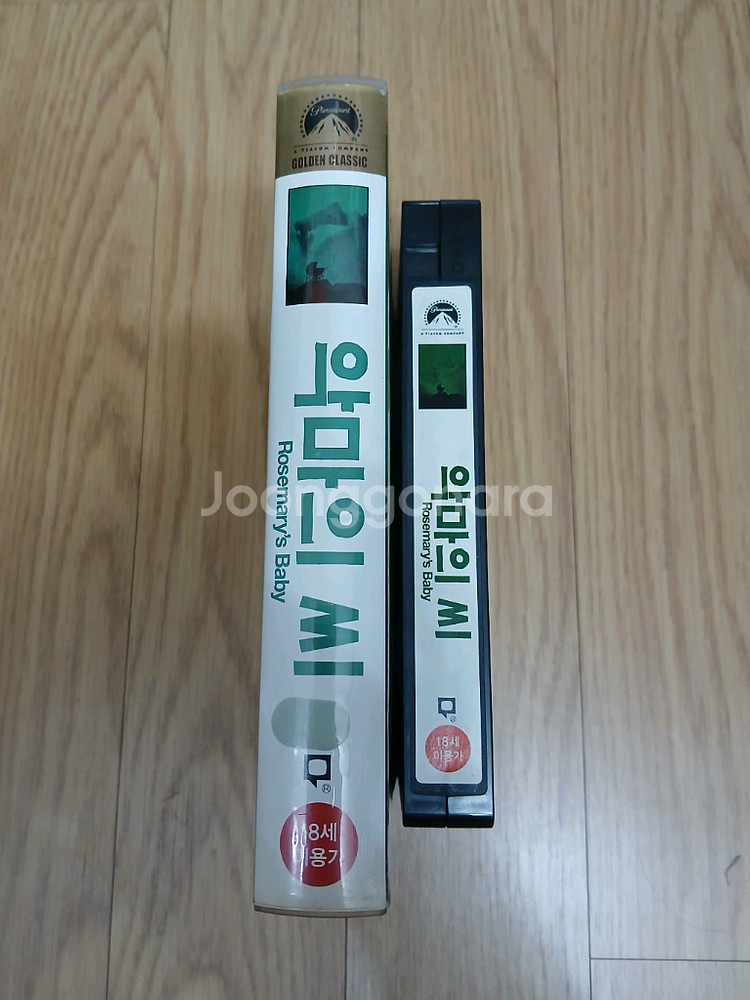 Paramount
A VIACOM COMPANY
GOLDEN CLASSIC
악마의 씨
Rosemary's Baby
18세
이용가
Paramount
A VIACOM COMPANY
악마의 씨
Rosemary's Baby
18세
이용가
Joonggonara